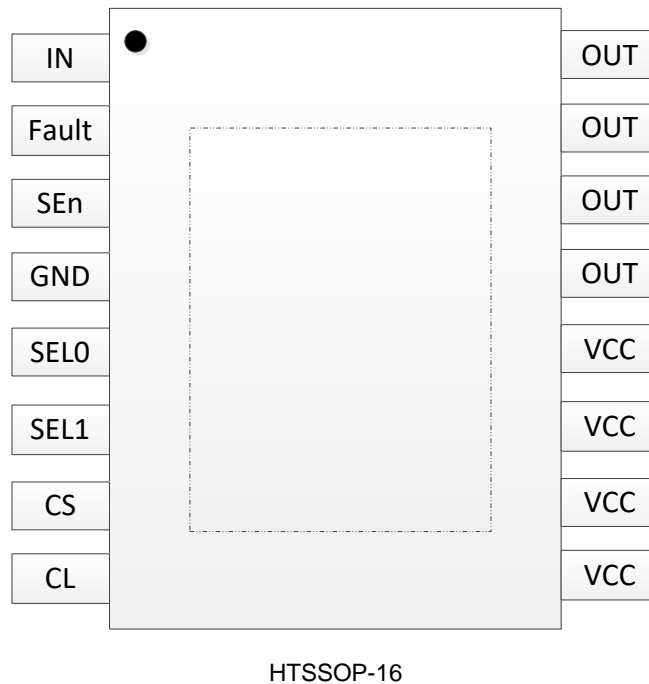 IN
OUT
Fault
OUT
SEn
OUT
GND
OUT
SEL0
VCC
SEL1
VCC
CS
VCC
CL
VCC
HTSSOP-16